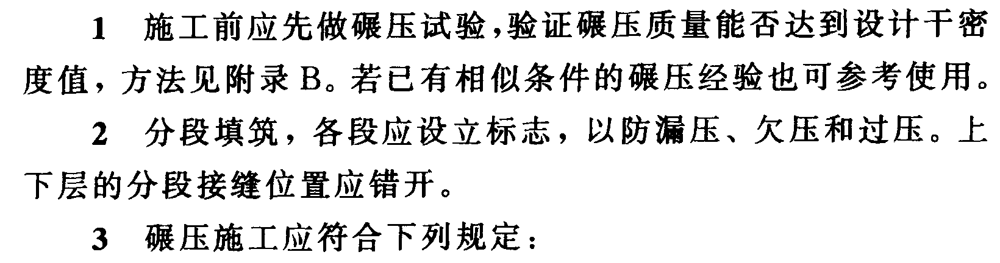 1 施工前应先做碾压试验,验证碾压质量能否达到设计干密
度值，方法见附录 B。若已有相似条件的碾压经验也可参考使用。
2 分段填筑，各段应设立标志，以防漏压、欠压和过压。上
下层的分段接缝位置应错开。
3 碾压施工应符合下列规定：